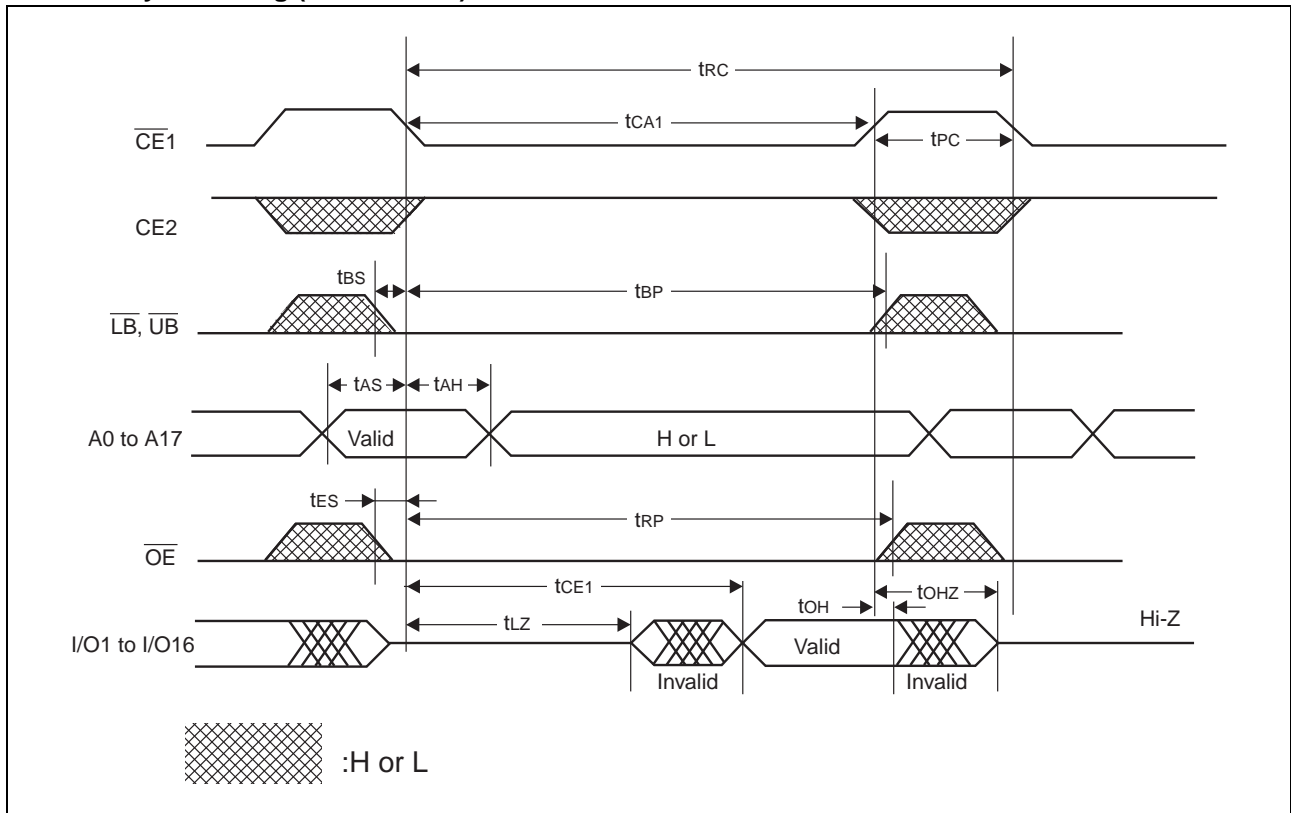 tRC
tCA1
CE1
tPC
CE2
tBS
tBP
LB, UB
tAS
tAH
A0 to A17
Valid
H or L
tES
tRP
OE
tCE1
tOH
tOHZ
tLZ
Hi-Z
I/O1 to I/O16
Valid
Invalid
Invalid
:H or L